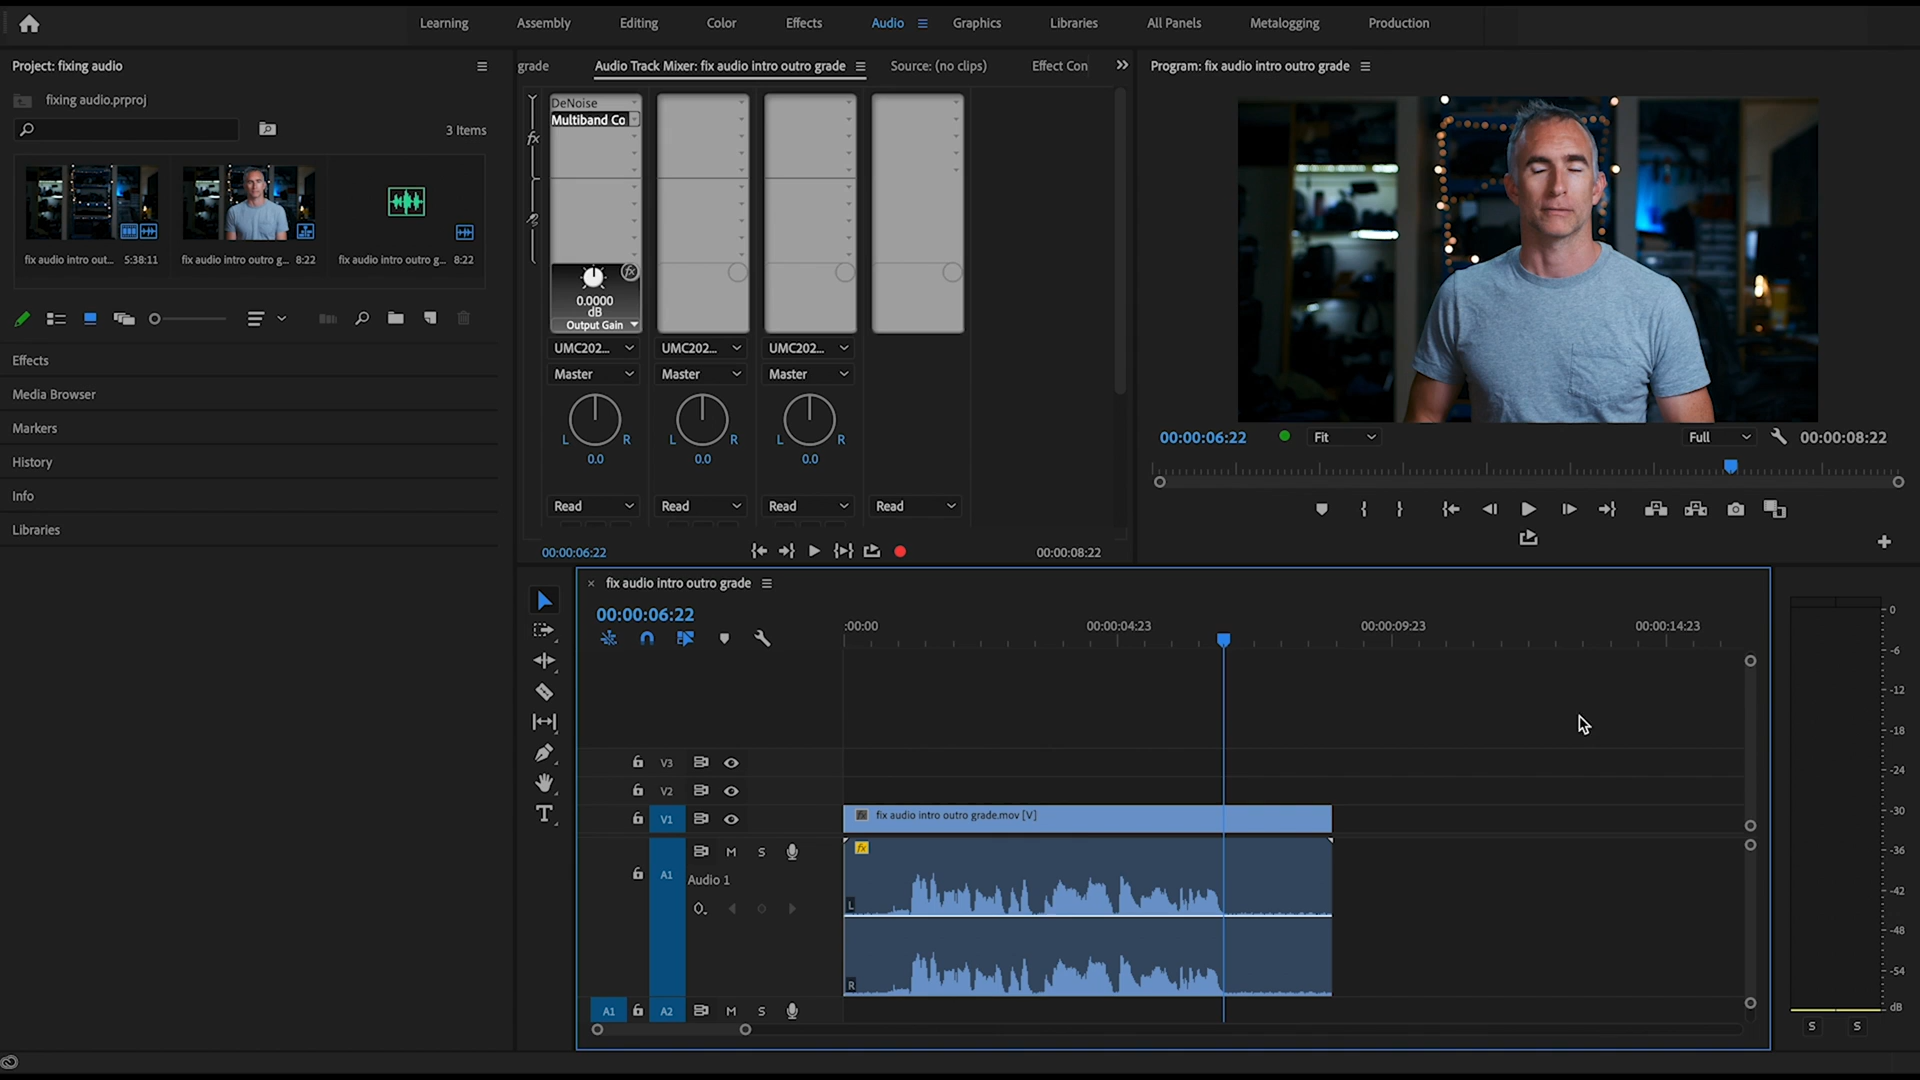 Learning Assembly Editing Color Effects Audio Graphics Libraries All Panels Metalogging Production
Project: fixing audio
fixing audio.prproj
3 Items
fix audio intro out... 5:38:11
fix audio intro outro g... 8:22
fix audio intro outro g... 8:22
Effects
Media Browser
Markers
History
Info
Libraries
grade Audio Track Mixer: fix audio intro outro grade Source: (no clips) Effect Con
fx
DeNoise
Multiband Co
fx
0.0000
dB
Output Gain
UMC202... UMC202... UMC202...
Master Master Master
L R L R L R
0.0 0.0 0.0
Read Read Read Read
00:00:06:22 00:00:08:22
Program: fix audio intro outro grade
00:00:06:22 Fit Full 00:00:08:22
fix audio intro outro grade
00:00:06:22
:00:00 00:00:04:23 00:00:09:23 00:00:14:23
V3
V2
V1 fx fix audio intro outro grade.mov [V]
M S fx
A1
Audio 1
L
R
A1 A2 M S
0
-6
-12
-18
-24
-30
-36
-42
-48
-54
dB
S S